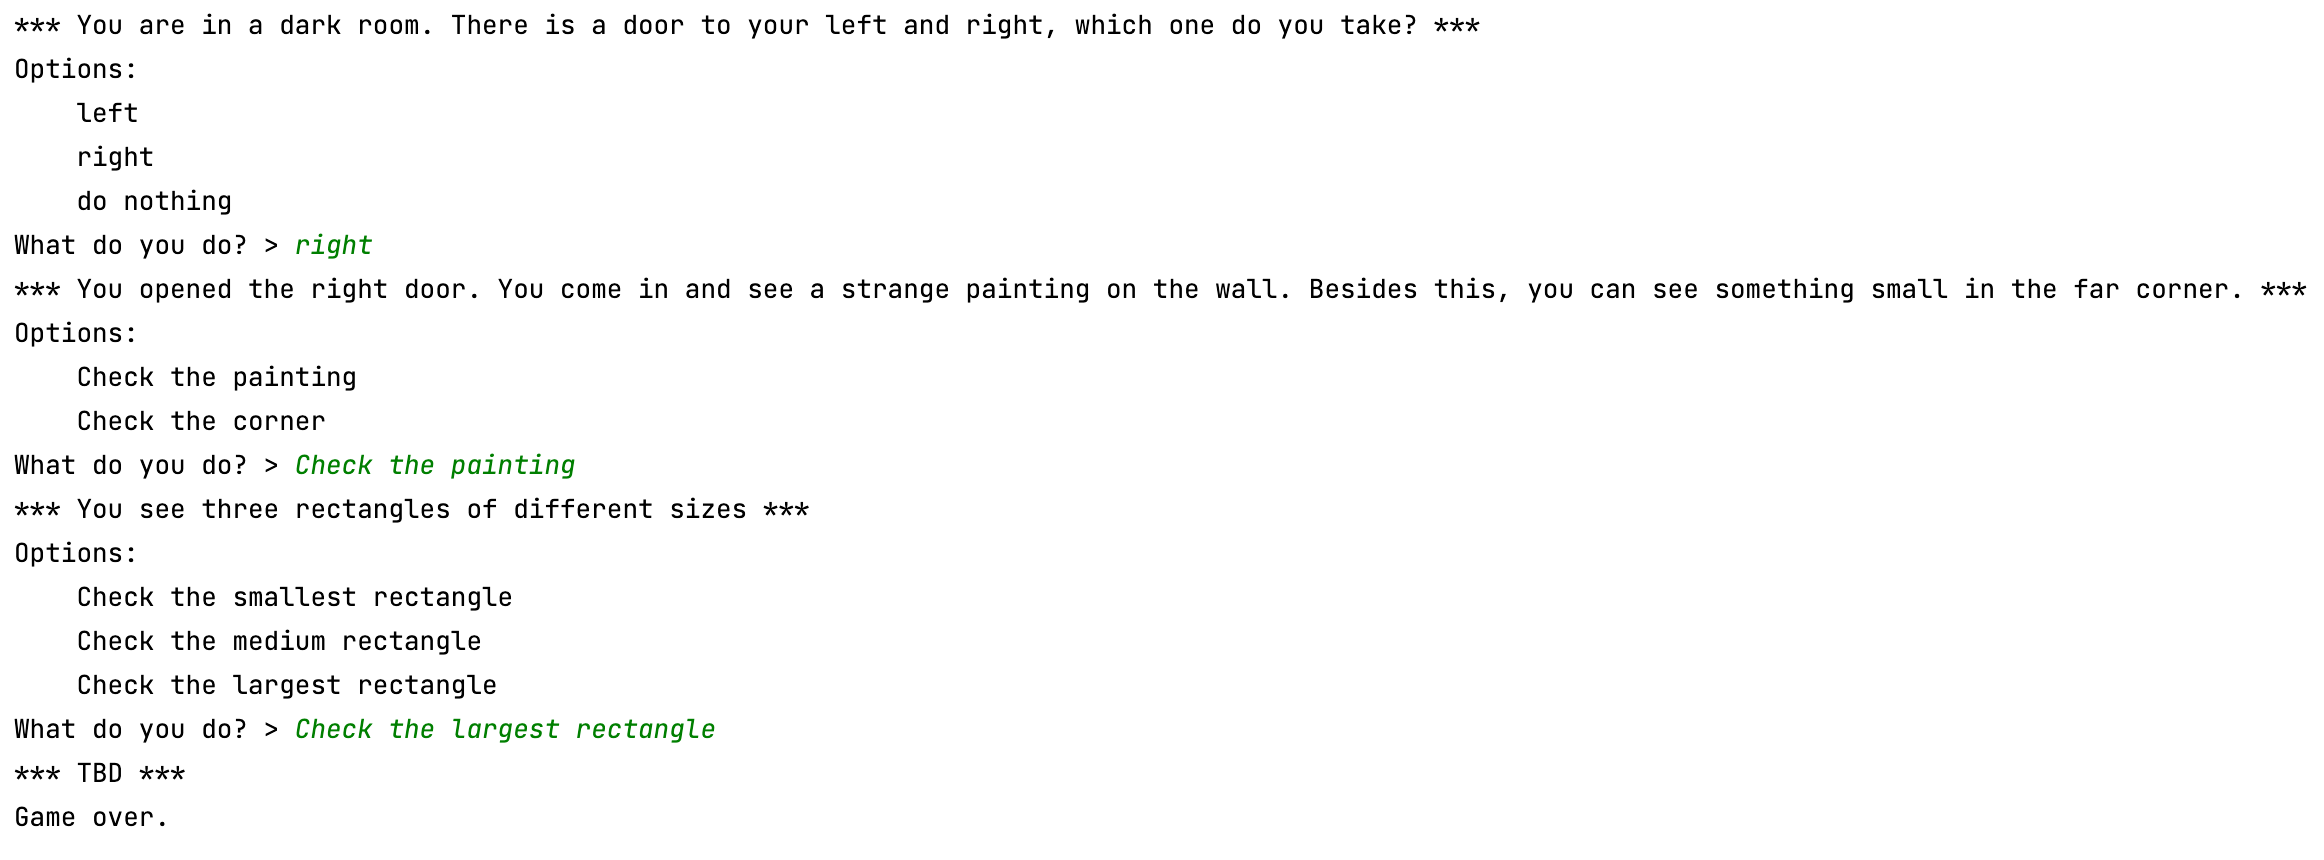 *** You are in a dark room. There is a door to your left and right, which one do you take? ***
Options:
    left
    right
    do nothing
What do you do? > right
*** You opened the right door. You come in and see a strange painting on the wall. Besides this, you can see something small in the far corner. ***
Options:
    Check the painting
    Check the corner
What do you do? > Check the painting
*** You see three rectangles of different sizes ***
Options:
    Check the smallest rectangle
    Check the medium rectangle
    Check the largest rectangle
What do you do? > Check the largest rectangle
*** TBD ***
Game over.